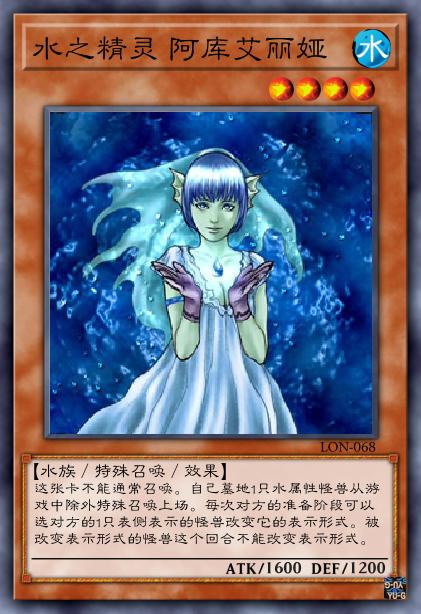 水之精灵 阿库艾丽娅 水
LON-068
【水族／特殊召唤／效果】
这张卡不能通常召唤。自己墓地1只水属性怪兽从游
戏中除外特殊召唤上场。每次对方的准备阶段可以
选对方的1只表侧表示的怪兽改变它的表示形式。被
改变表示形式的怪兽这个回合不能改变表示形式。
ATK/1600 DEF/1200